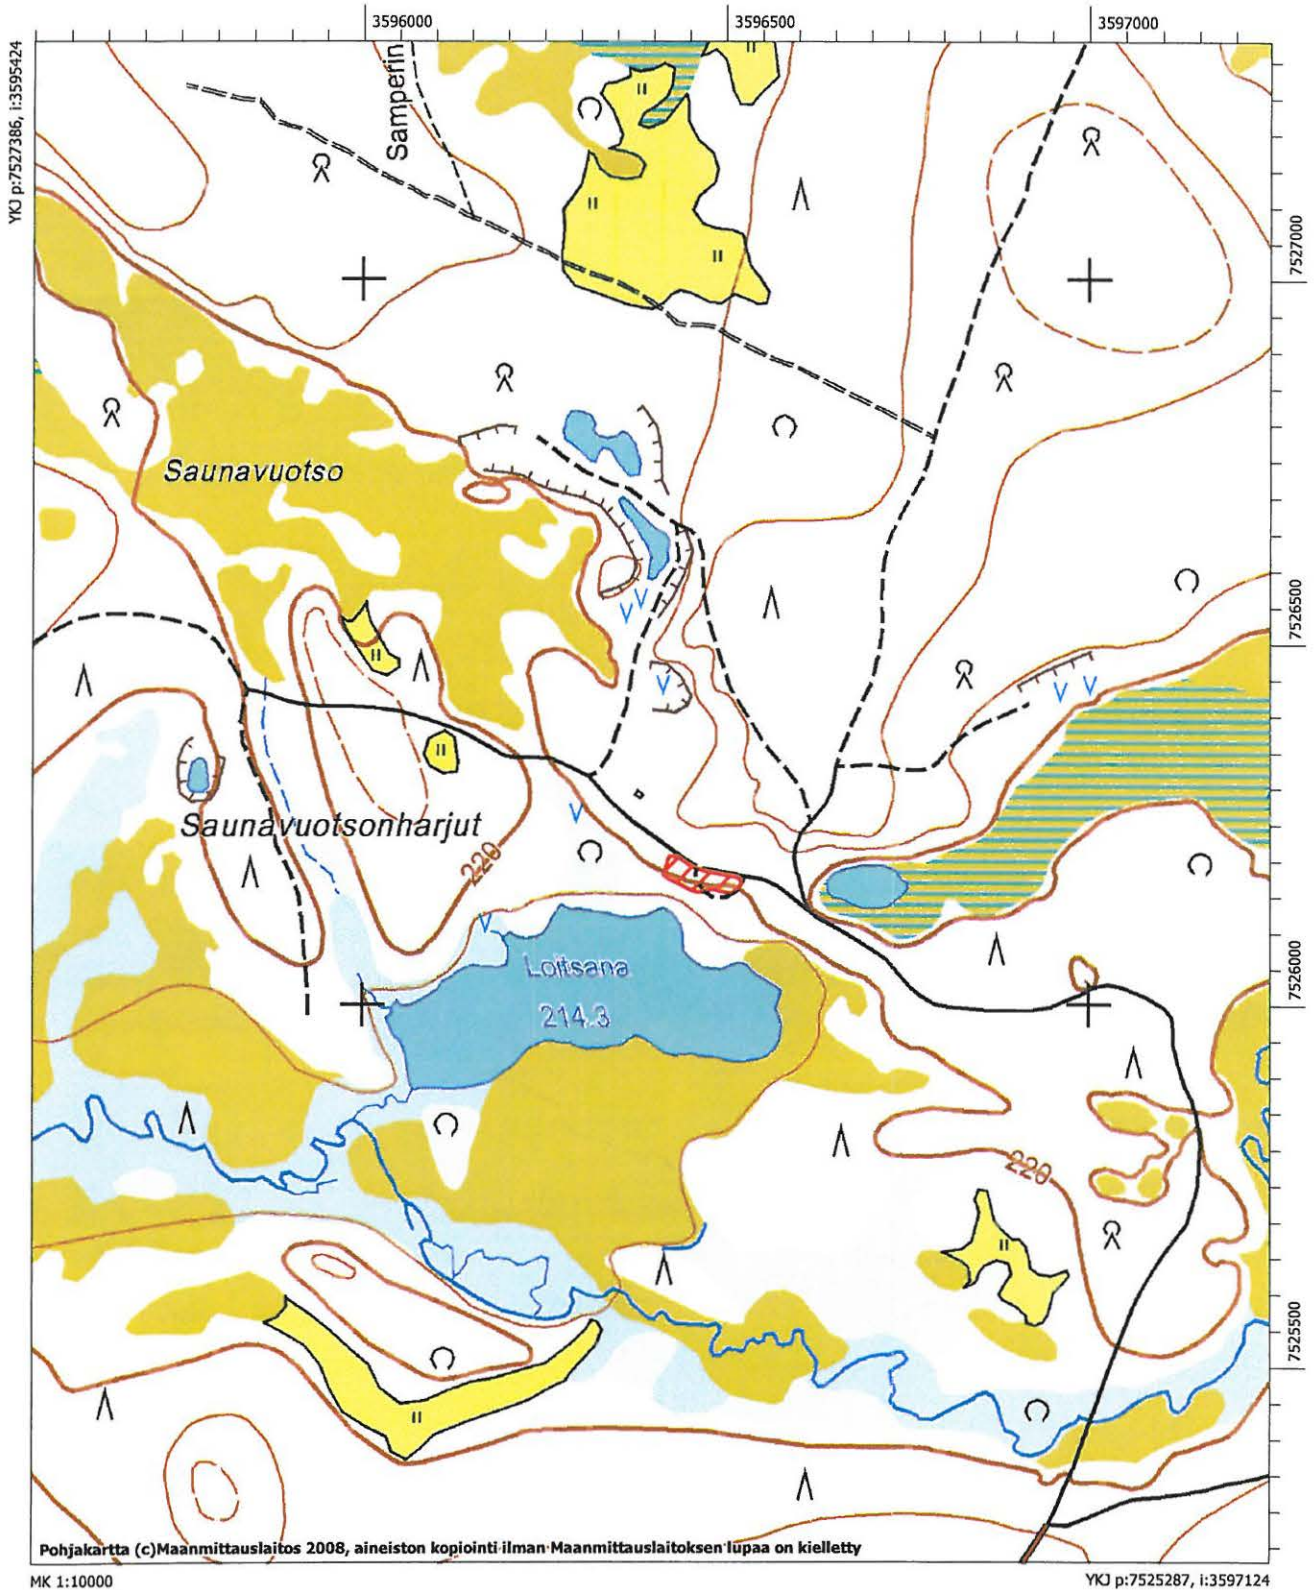 3596000
3596500
3597000
YKJ p:7527386, i:3595424
Samperin
7527000
Saunavuotso
7526500
Saunavuotsonharjut
220
Loitsana
214.3
7526000
220
7525500
Pohjakartta (c)Maanmittauslaitos 2008, aineiston kopiointi ilman Maanmittauslaitoksen lupaa on kielletty
MK 1:10000
YKJ p:7525287, i:3597124